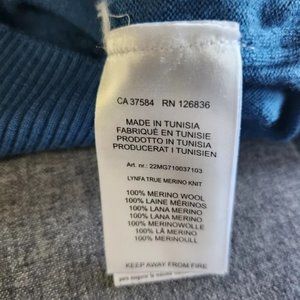 CA 37584 RN 126836
MADE IN TUNISIA
FABRIQUÉ EN TUNISIE
PRODOTTO IN TUNISIA
PRODUCERAT I TUNISIEN
Art. nr.: 22MG710037103
LYNFA TRUE MERINO KNIT
100% MERINO WOOL
100% LAINE MÉRINOS
100% LANA MERINO
100% LANA MERINO
100% MERINOWOLLE
100% LÃ MERINO
100% MERINOULL
KEEP AWAY FROM FIRE